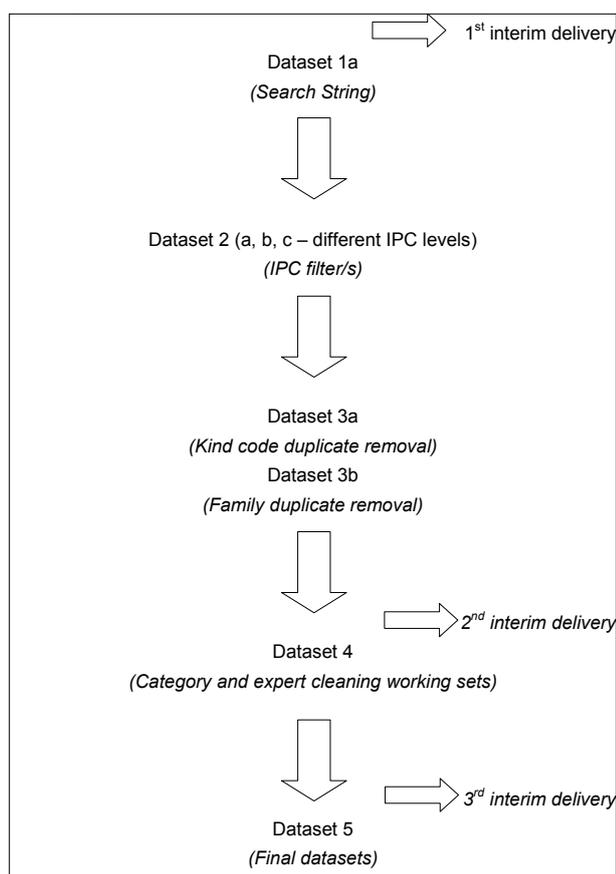 1st interim delivery
Dataset 1a
(Search String)
Dataset 2 (a, b, c – different IPC levels)
(IPC filter/s)
Dataset 3a
(Kind code duplicate removal)
Dataset 3b
(Family duplicate removal)
2nd interim delivery
Dataset 4
(Category and expert cleaning working sets)
3rd interim delivery
Dataset 5
(Final datasets)